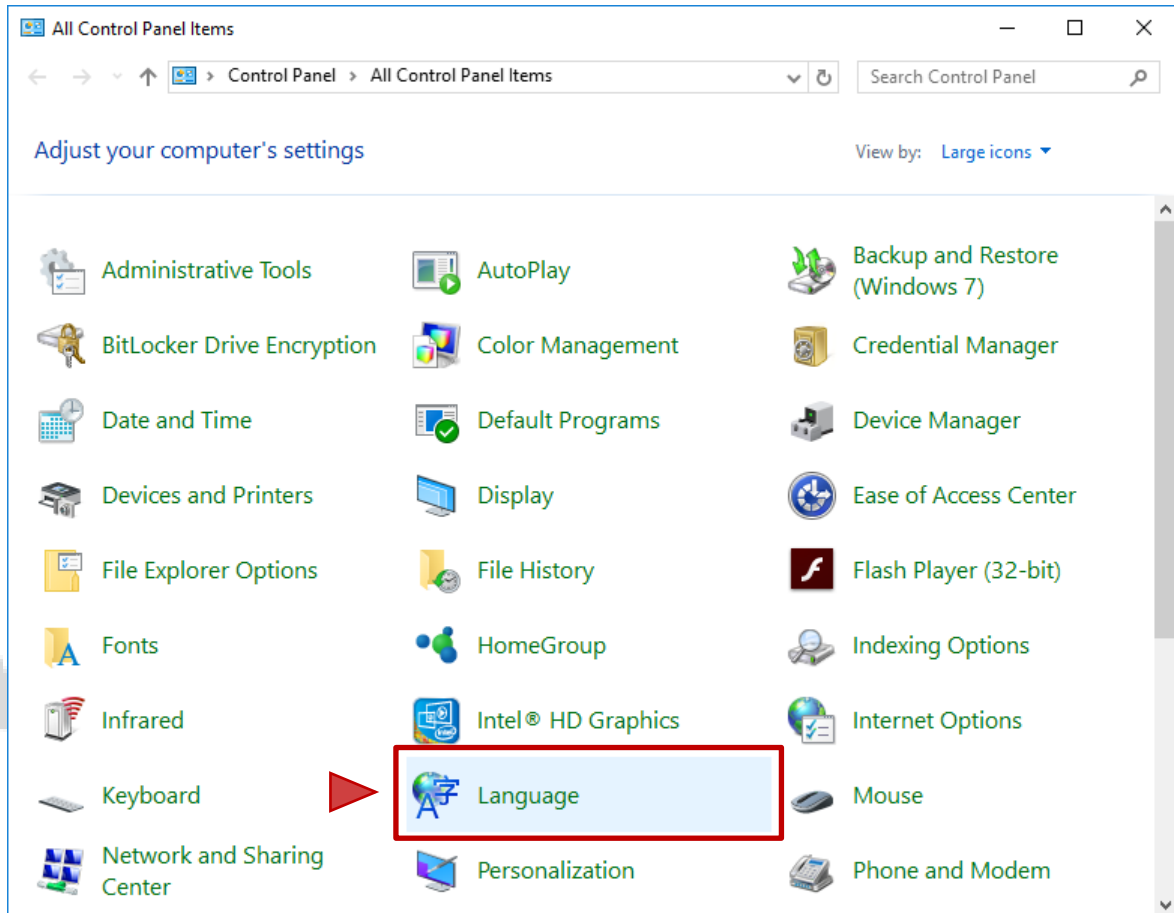 All Control Panel Items
Control Panel > All Control Panel Items
Search Control Panel
Adjust your computer's settings
View by: Large icons
Administrative Tools
AutoPlay
Backup and Restore
(Windows 7)
BitLocker Drive Encryption
Color Management
Credential Manager
Date and Time
Default Programs
Device Manager
Devices and Printers
Display
Ease of Access Center
File Explorer Options
File History
Flash Player (32-bit)
Fonts
HomeGroup
Indexing Options
Infrared
Intel® HD Graphics
Internet Options
Keyboard
Language
Mouse
Network and Sharing
Center
Personalization
Phone and Modem